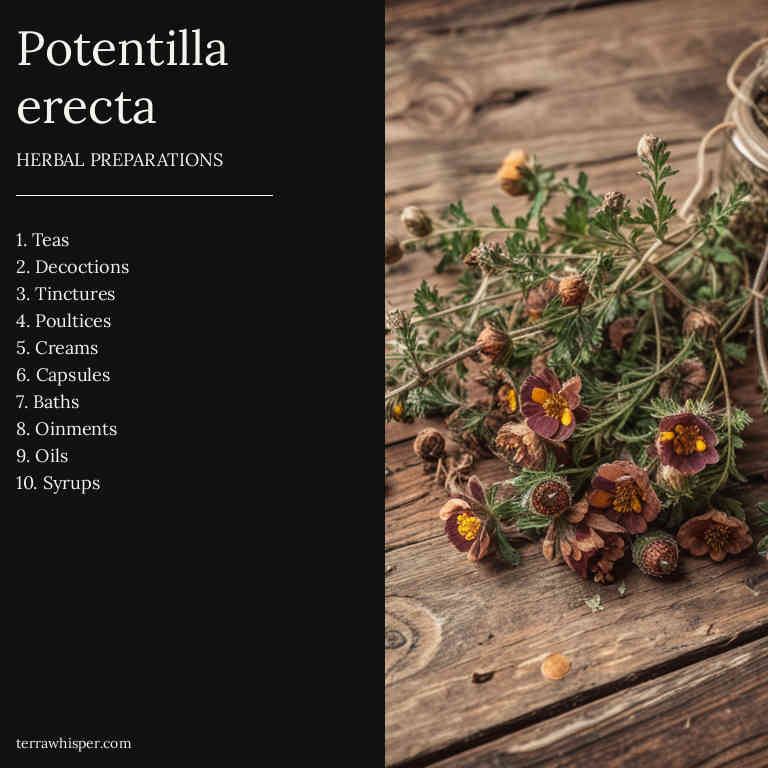 Potentilla
erecta
HERBAL PREPARATIONS
1. Teas
2. Decoctions
3. Tinctures
4. Poultices
5. Creams
6. Capsules
7. Baths
8. Oinments
9. Oils
10. Syrups
terrawhisper.com